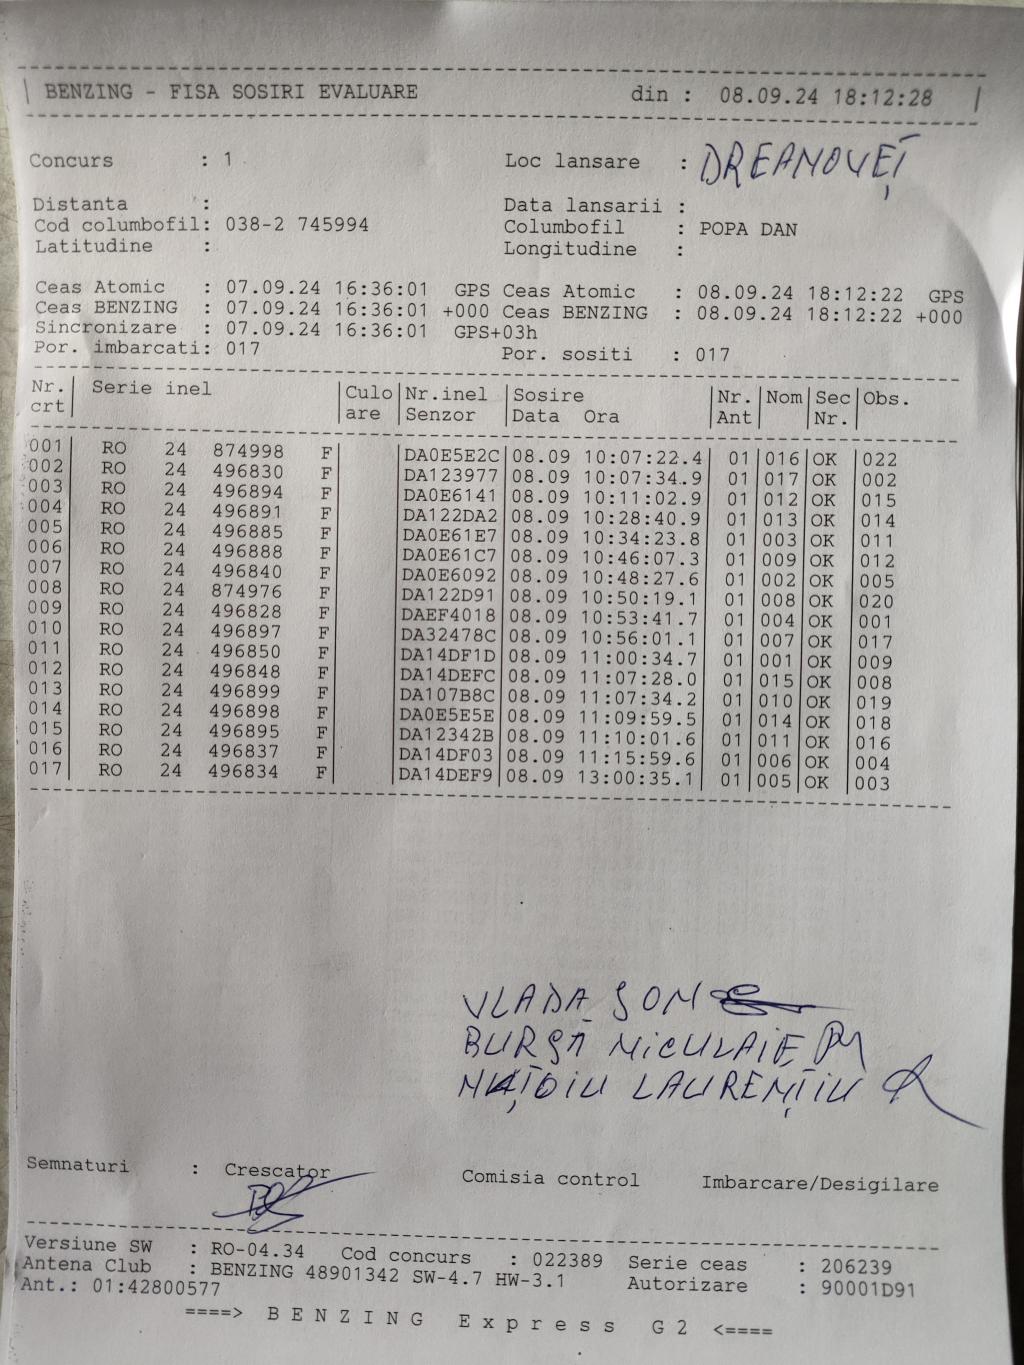 BENZING - FISA SOSIRI EVALUARE din : 08.09.24 18:12:28
Concurs : 1 Loc lansare : DREANOVEȚ
Distanta : Data lansarii :
Cod columbofil: 038-2 745994 Columbofil : POPA DAN
Latitudine : Longitudine :
Ceas Atomic : 07.09.24 16:36:01 GPS Ceas Atomic : 08.09.24 18:12:22 GPS
Ceas BENZING : 07.09.24 16:36:01 +000 Ceas BENZING : 08.09.24 18:12:22 +000
Sincronizare : 07.09.24 16:36:01 GPS+03h
Por. imbarcati: 017 Por. sositi : 017
Nr. Serie inel Culo Nr.inel Sosire Nr. Nom Sec Obs.
crt are Senzor Data Ora Ant Nr.
001 RO 24 874998 F DA0E5E2C 08.09 10:07:22.4 01 016 OK 022
002 RO 24 496830 F DA123977 08.09 10:07:34.9 01 017 OK 002
003 RO 24 496894 F DA0E6141 08.09 10:11:02.9 01 012 OK 015
004 RO 24 496891 F DA122DA2 08.09 10:28:40.9 01 013 OK 014
005 RO 24 496885 F DA0E61E7 08.09 10:34:23.8 01 003 OK 011
006 RO 24 496888 F DA0E61C7 08.09 10:46:07.3 01 009 OK 012
007 RO 24 496840 F DA0E6092 08.09 10:48:27.6 01 002 OK 005
008 RO 24 874976 F DA122D91 08.09 10:50:19.1 01 008 OK 020
009 RO 24 496828 F DAEF4018 08.09 10:53:41.7 01 004 OK 001
010 RO 24 496897 F DA32478C 08.09 10:56:01.1 01 007 OK 017
011 RO 24 496850 F DA14DF1D 08.09 11:00:34.7 01 001 OK 009
012 RO 24 496848 F DA14DEFC 08.09 11:07:28.0 01 015 OK 008
013 RO 24 496899 F DA107B8C 08.09 11:07:34.2 01 010 OK 019
014 RO 24 496898 F DA0E5E5E 08.09 11:09:59.5 01 014 OK 018
015 RO 24 496895 F DA12342B 08.09 11:10:01.6 01 011 OK 016
016 RO 24 496837 F DA14DF03 08.09 11:15:59.6 01 006 OK 004
017 RO 24 496834 F DA14DEF9 08.09 13:00:35.1 01 005 OK 003
VLADA
BURGĂ NICULAIE
NUȚOIU LAURENȚIU
Semnaturi : Crescator Comisia control Imbarcare/Desigilare
Versiune SW : RO-04.34 Cod concurs : 022389 Serie ceas : 206239
Antena Club : BENZING 48901342 SW-4.7 HW-3.1 Autorizare : 90001D91
Ant.: 01:42800577
====> B E N Z I N G E x p r e s s G 2 <====